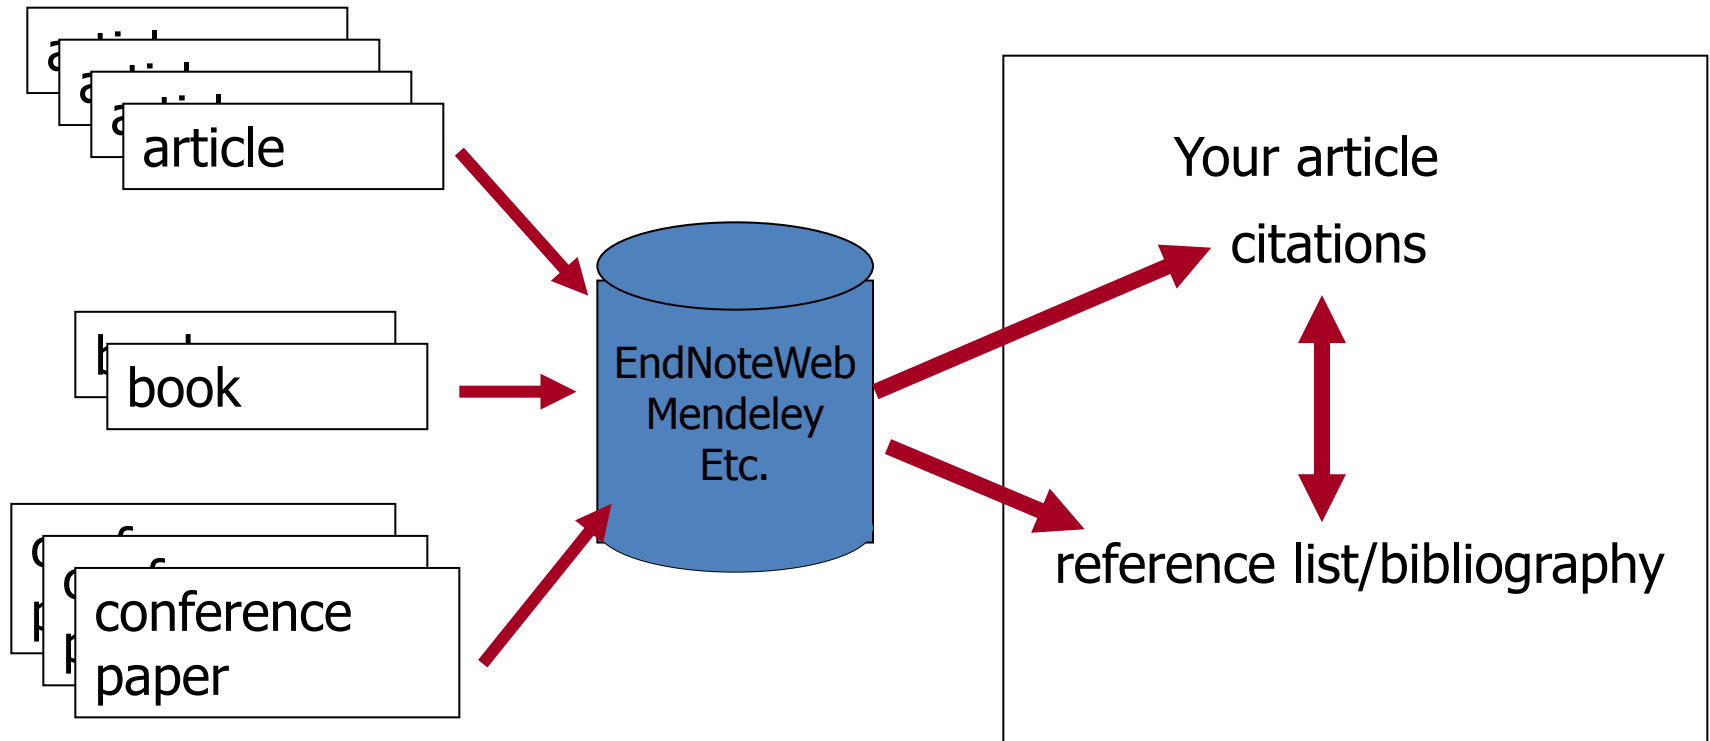 article
book
conference
paper
EndNoteWeb
Mendeley
Etc.
Your article
citations
reference list/bibliography